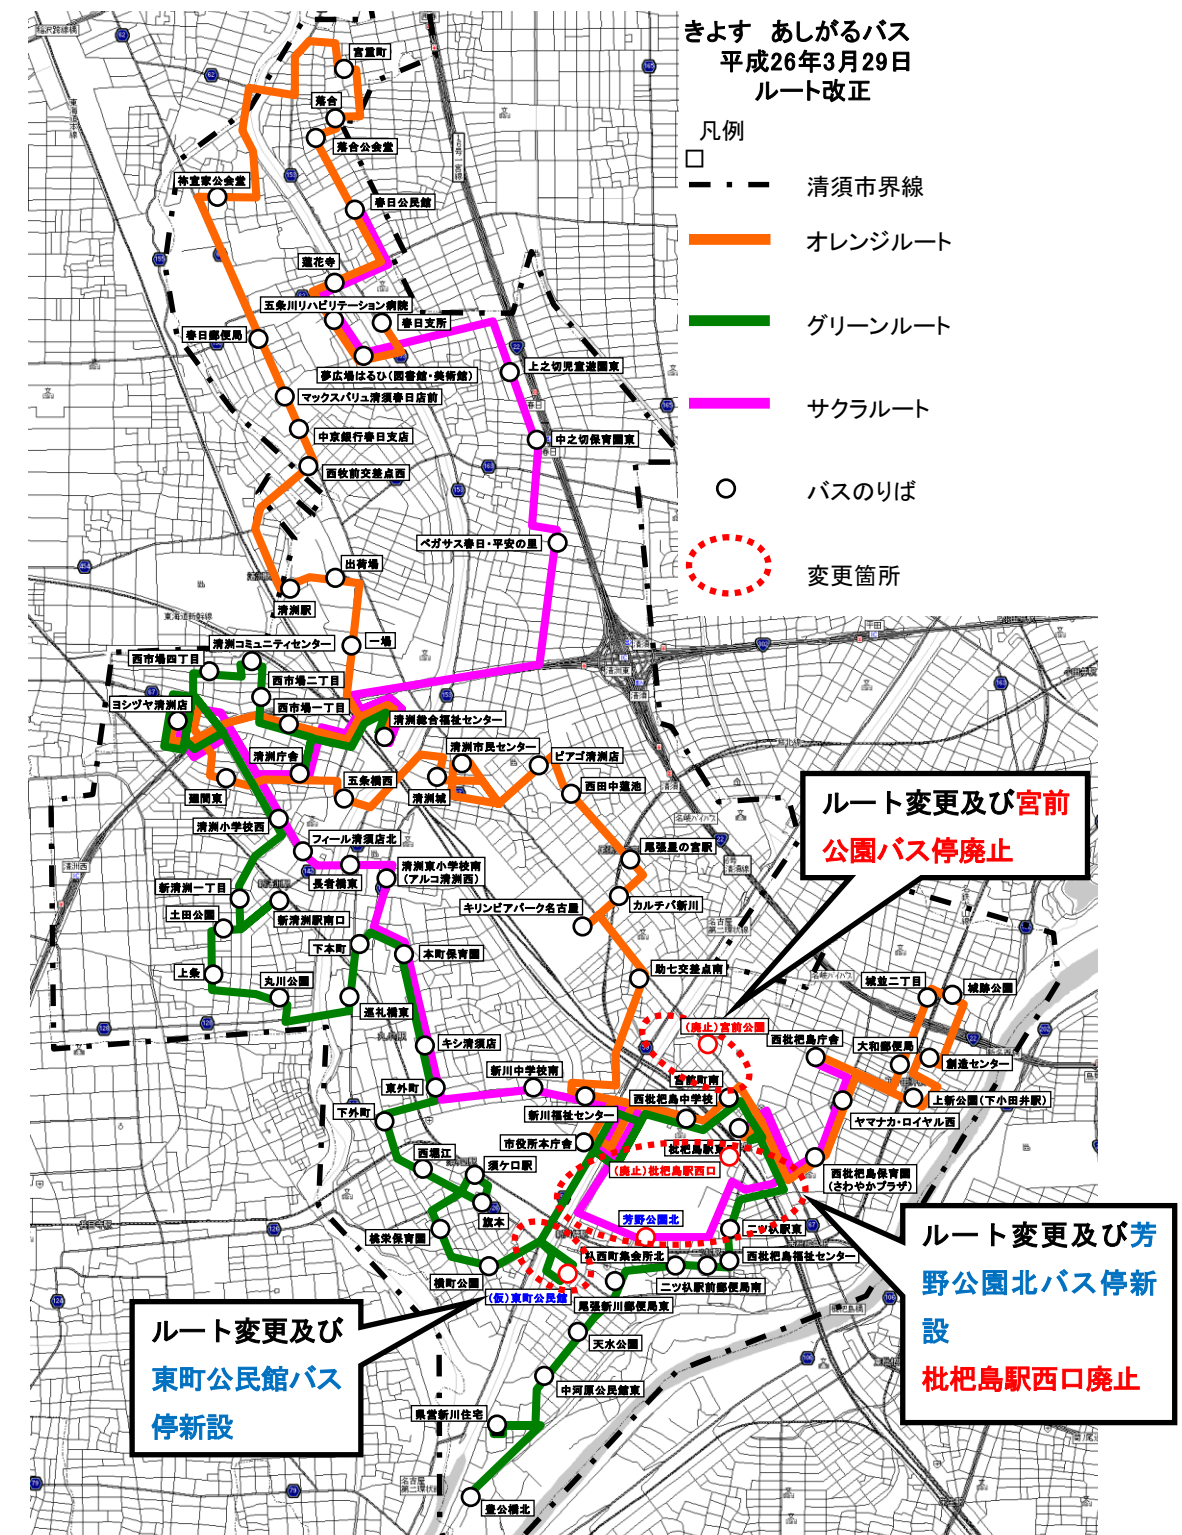 きよす あしがるバス
平成26年3月29日
ルート改正
凡例
清須市界線
オレンジルート
グリーンルート
サクラルート
バスのりば
変更箇所
宮重町
落合
落合公会堂
祢宜家公会堂
春日公民館
蓮花寺
五条川リハビリテーション病院
春日支所
春日郵便局
夢広場はるひ(図書館・美術館)
上之切児童遊園東
マックスバリュ清須春日店前
中京銀行春日支店
中之切保育園東
西牧前交差点西
ペガサス春日・平安の里
出荷場
清洲駅
一場
清洲コミュニティセンター
西市場四丁目
西市場二丁目
ヨシヅヤ清洲店
西市場一丁目
清洲総合福祉センター
清洲市民センター
ピアゴ清洲店
清洲庁舎
五条橋西
清洲城
西田中蓮池
廻間東
清洲小学校西
フィール清須店北
尾張星の宮駅
長者橋東
清洲東小学校南
(アルコ清洲西)
新清洲一丁目
カルチバ新川
キリンビアパーク名古屋
土田公園
新清洲駅南口
下本町
本町保育園
上条
丸川公園
巡礼橋東
助七交差点南
城並二丁目
城跡公園
(廃止)宮前公園
西枇杷島庁舎
大和郵便局
創造センター
キシ清須店
新川中学校南
宮前町南
東外町
西枇杷島中学校
上新公園(下小田井駅)
下外町
新川福祉センター
ヤマナカ・ロイヤル西
市役所本庁舎
枇杷島駅東
西堀江
須ケ口駅
(廃止)枇杷島駅西口
西枇杷島保育園
(さわやかプラザ)
旗本
芳野公園北
桃栄保育園
二ツ杁駅東
杁西町集会所北
西枇杷島福祉センター
横町公園
二ツ杁駅前郵便局南
(仮)東町公民館
尾張新川郵便局東
天水公園
中河原公民館東
県営新川住宅
豊公橋北
ルート変更及び宮前
公園バス停廃止
ルート変更及び芳
野公園北バス停新
設
枇杷島駅西口廃止
ルート変更及び
東町公民館バス
停新設